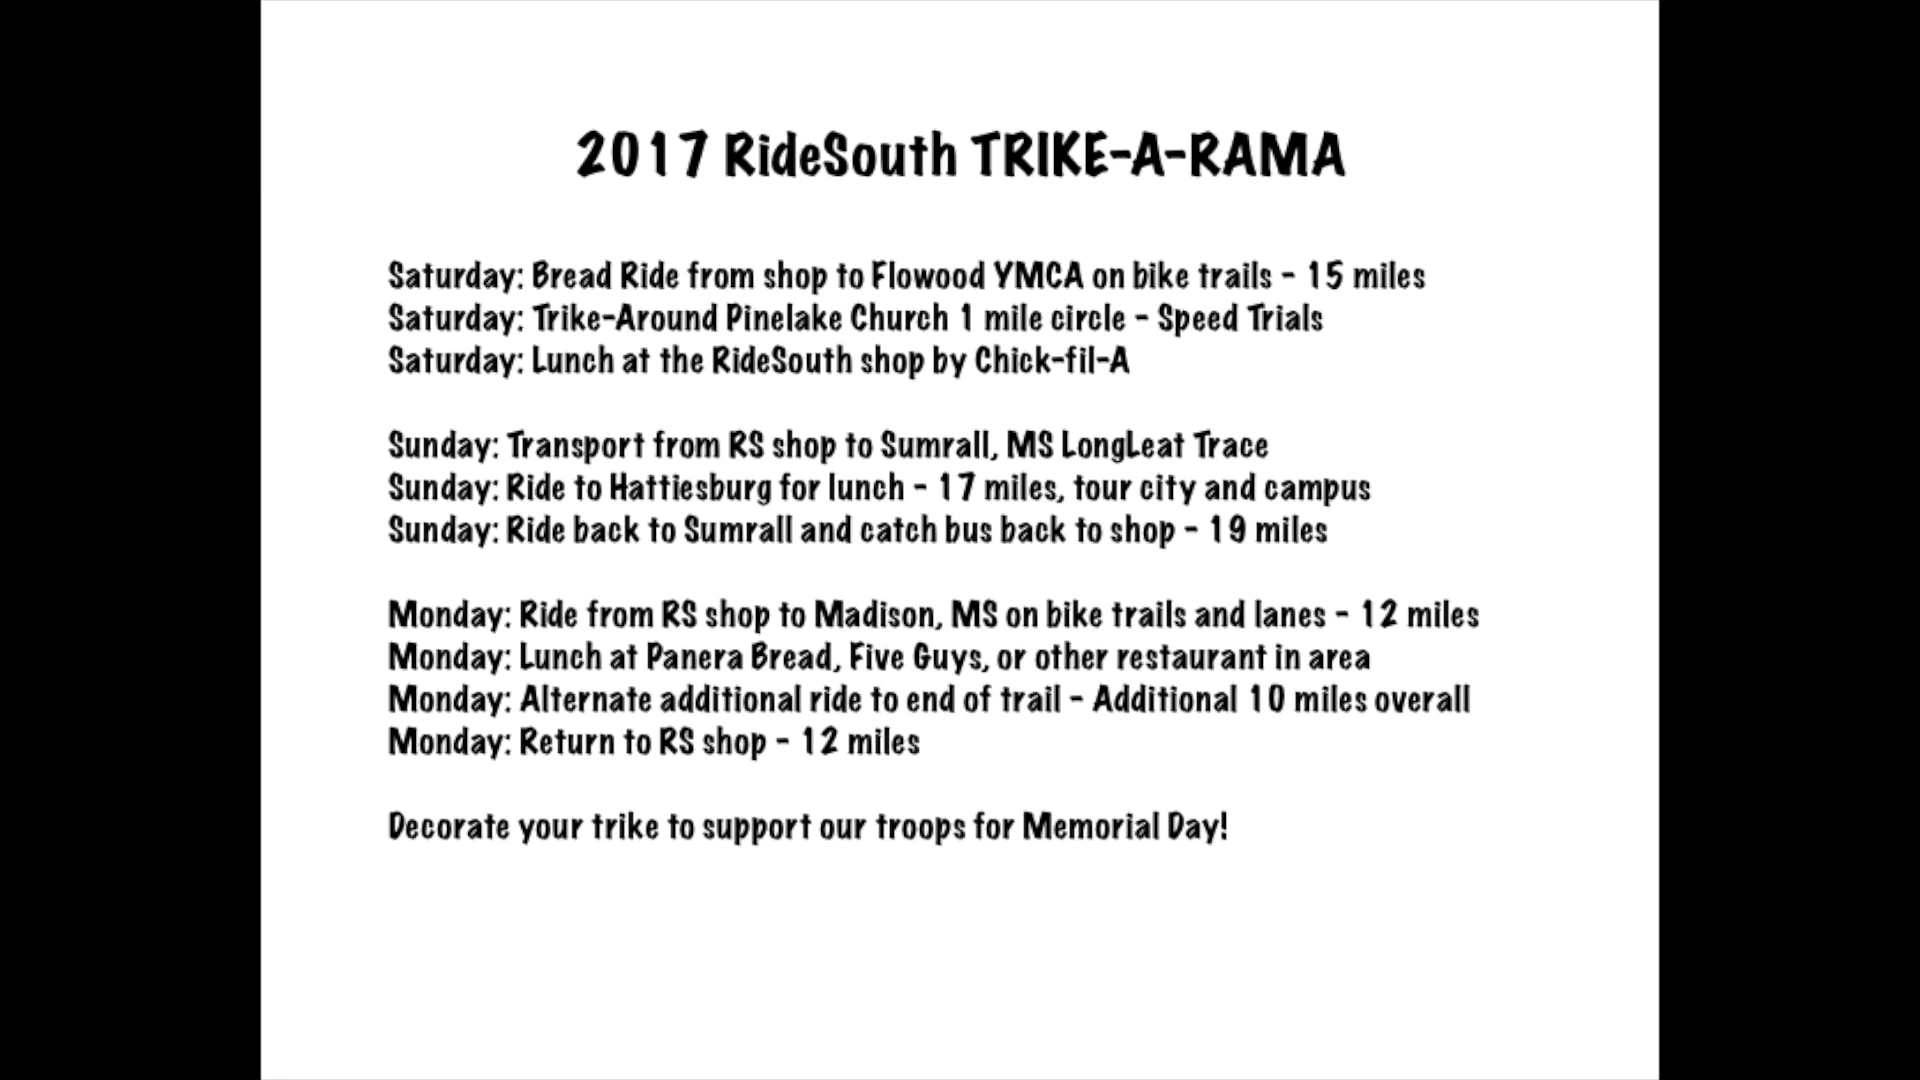 2017 RideSouth TRIKE-A-RAMA
Saturday: Bread Ride from shop to Flowood YMCA on bike trails - 15 miles
Saturday: Trike-Around Pinelake Church 1 mile circle - Speed Trials
Saturday: Lunch at the RideSouth shop by Chick-fil-A
Sunday: Transport from RS shop to Sumrall, MS LongLeat Trace
Sunday: Ride to Hattiesburg for lunch - 17 miles, tour city and campus
Sunday: Ride back to Sumrall and catch bus back to shop - 19 miles
Monday: Ride from RS shop to Madison, MS on bike trails and lanes - 12 miles
Monday: Lunch at Panera Bread, Five Guys, or other restaurant in area
Monday: Alternate additional ride to end of trail - Additional 10 miles overall
Monday: Return to RS shop - 12 miles
Decorate your trike to support our troops for Memorial Day!